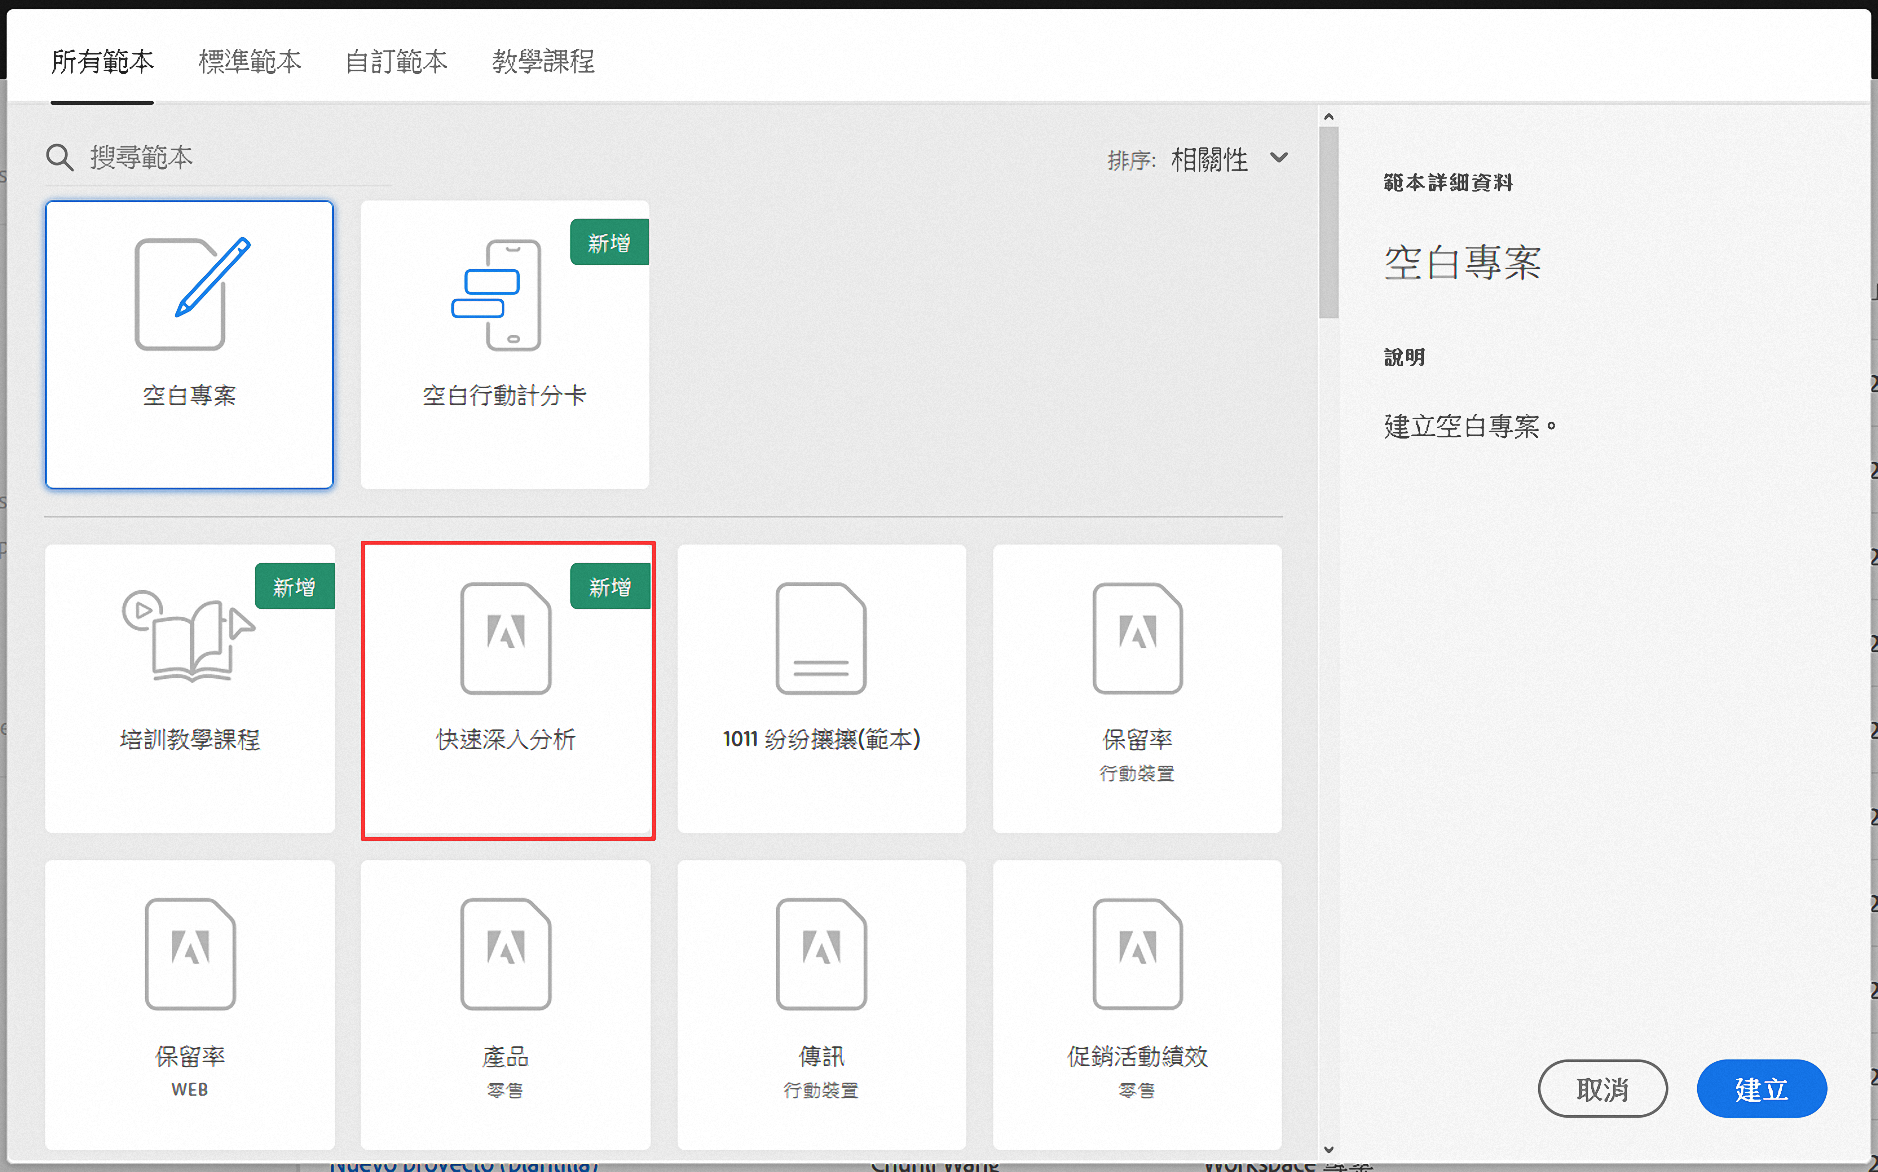 所有範本 標準範本 自訂範本 教學課程
搜尋範本
排序: 相關性
新增
空白專案 空白行動計分卡
新增 新增
培訓教學課程 快速深入分析 1011 纷纷攘攘(範本) 保留率
行動裝置
保留率 產品 傳訊 促銷活動績效
WEB 零售 行動裝置 零售
範本詳細資料
空白專案
說明
建立空白專案。
取消 建立